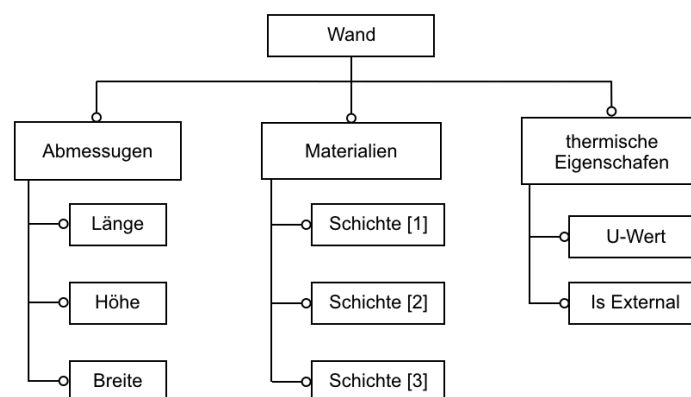 Wand
Abmessugen
Materialien
thermische
Eigenschafen
Länge
Höhe
Breite
Schichte [1]
Schichte [2]
Schichte [3]
U-Wert
Is External